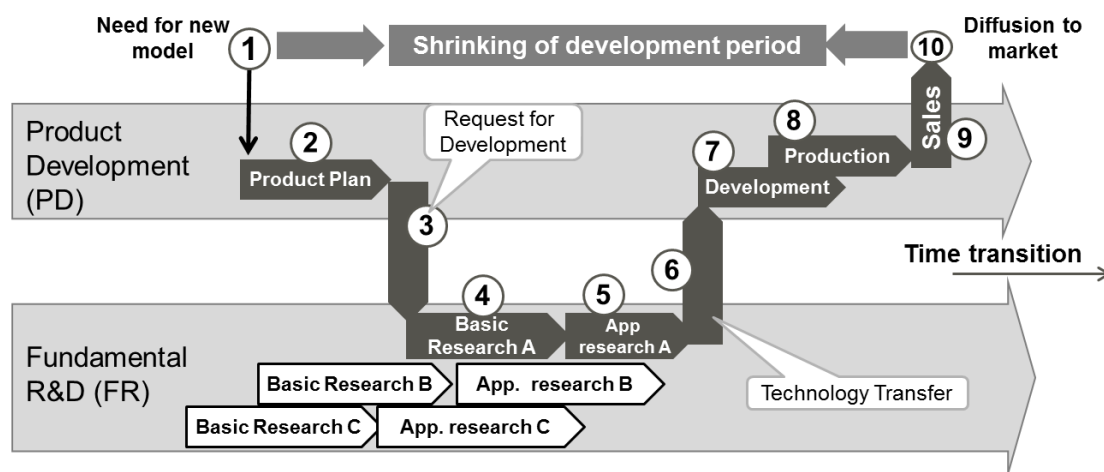 Need for new
model
1
Shrinking of development period
10
Diffusion to
market
Product
Development
(PD)
2
Product Plan
Request for
Development
3
7
Development
8
Production
Sales
9
Time transition
6
Fundamental
R&D (FR)
4
Basic
Research A
5
App
research A
Basic Research B
App. research B
Basic Research C
App. research C
Technology Transfer